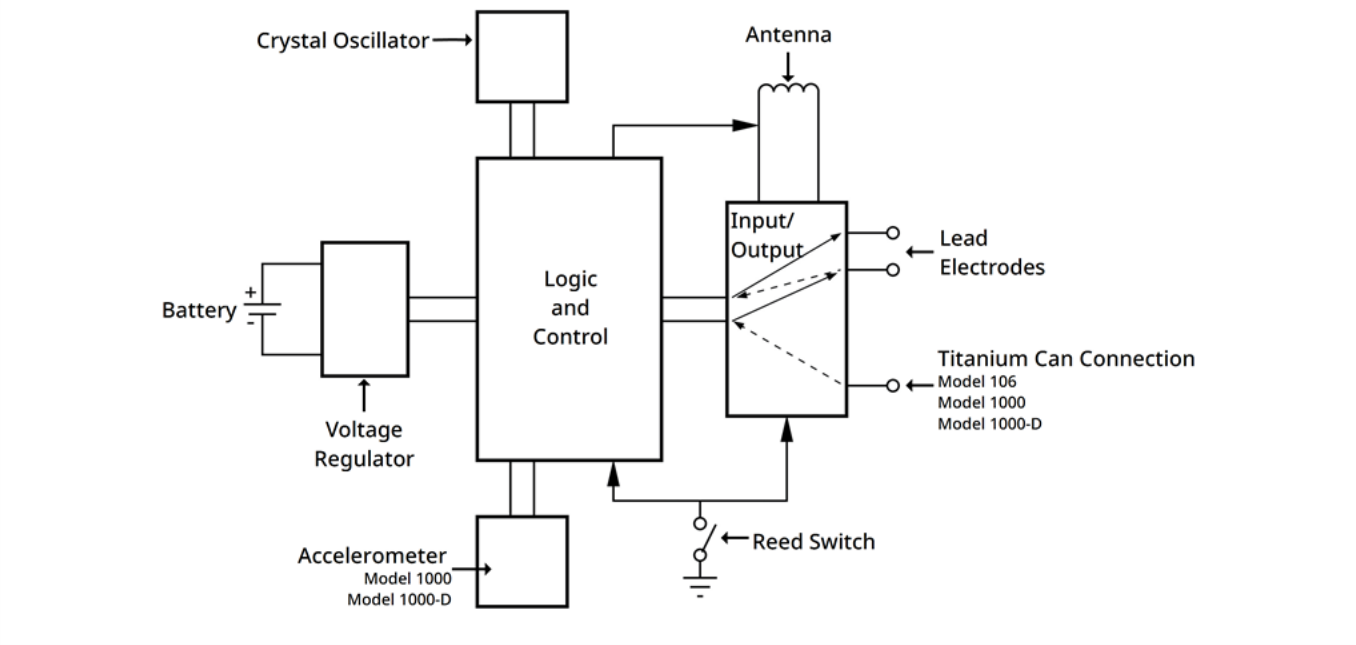 Crystal Oscillator
Antenna
Input/
Output
Lead
Electrodes
Logic
and
Control
Battery
+
-
Titanium Can Connection
Model 106
Model 1000
Model 1000-D
Voltage
Regulator
Reed Switch
Accelerometer
Model 1000
Model 1000-D